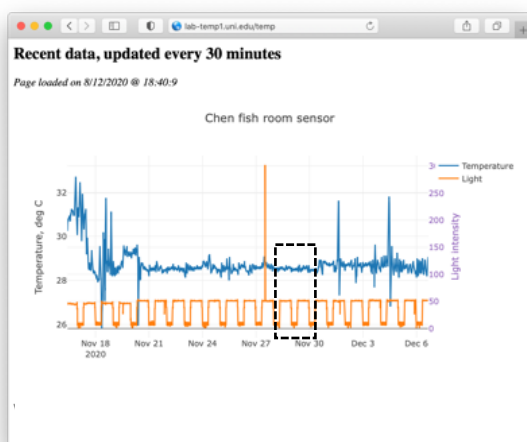 lab-temp1.uni.edu/temp
Recent data, updated every 30 minutes
Page loaded on 8/12/2020 @ 18:40:9
Chen fish room sensor
Temperature, deg C
32
30
28
26
Nov 18
2020
Nov 21
Nov 24
Nov 27
Nov 30
Dec 3
Dec 6
250
200
150
100
50
0
Light intensity
Temperature
Light